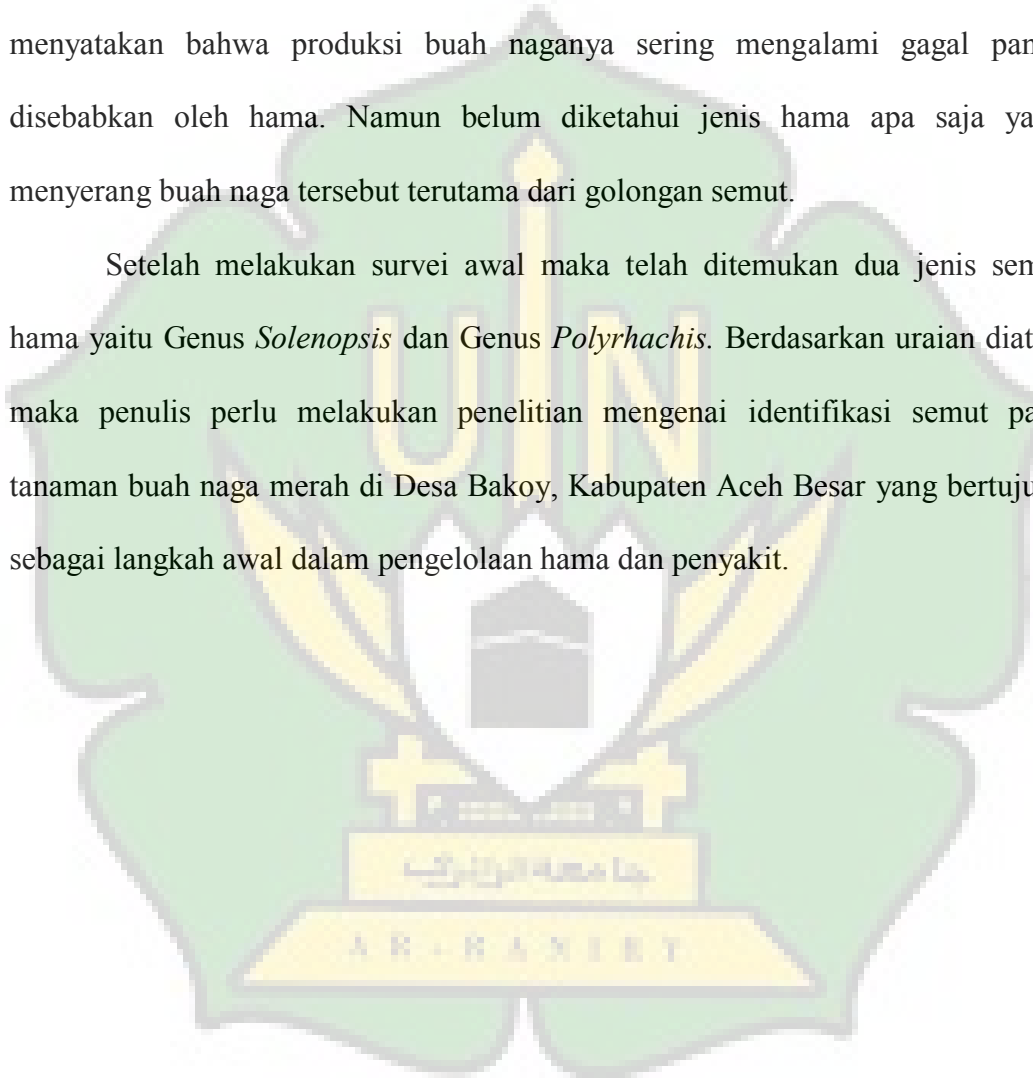 menyatakan bahwa produksi buah naganya sering mengalami gagal pan
disebabkan oleh hama. Namun belum diketahui jenis hama apa saja ya
menyerang buah naga tersebut terutama dari golongan semut.
Setelah melakukan survei awal maka telah ditemukan dua jenis sem
hama yaitu Genus Solenopsis dan Genus Polyrhachis. Berdasarkan uraian diat
maka penulis perlu melakukan penelitian mengenai identifikasi semut pa
tanaman buah naga merah di Desa Bakoy, Kabupaten Aceh Besar yang bertuju
sebagai langkah awal dalam pengelolaan hama dan penyakit.
UIN
جامعة الرانيري
AR-RANIRY